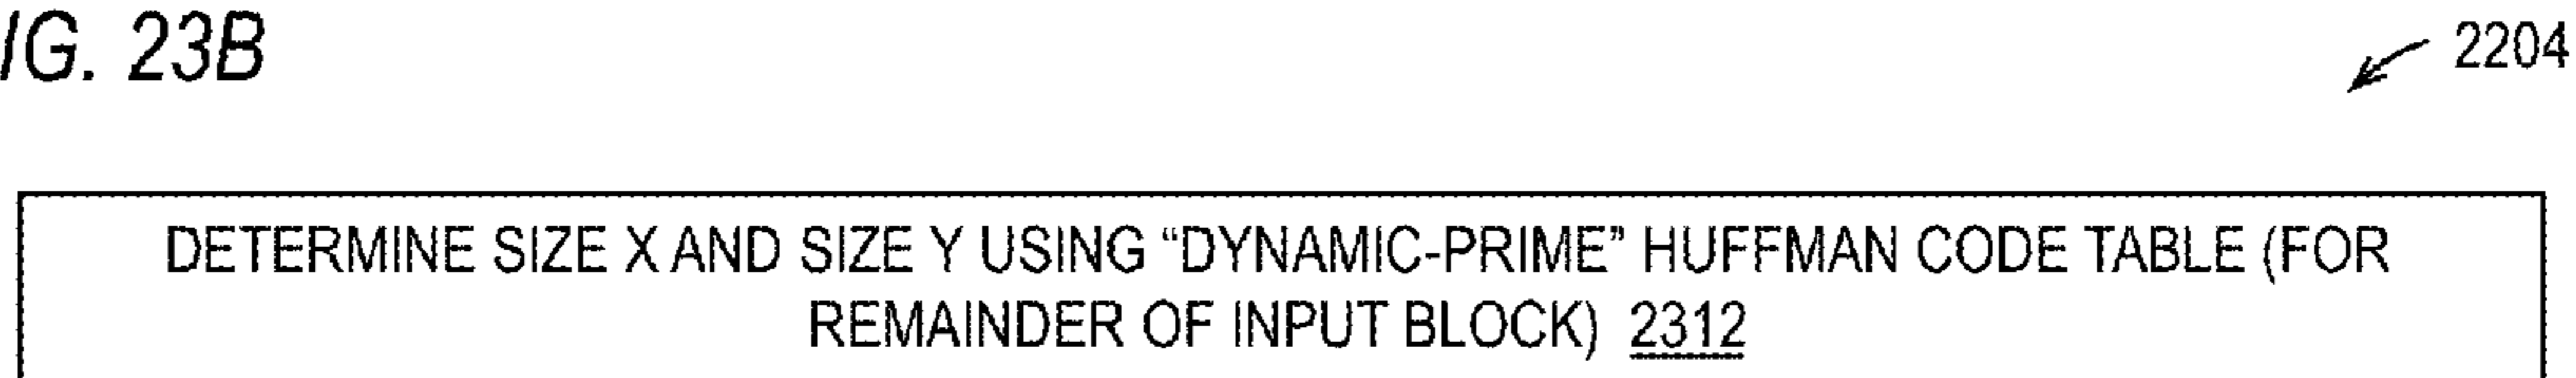 IG. 23B
2204
DETERMINE SIZE X AND SIZE Y USING “DYNAMIC-PRIME” HUFFMAN CODE TABLE (FOR
REMAINDER OF INPUT BLOCK) 2312